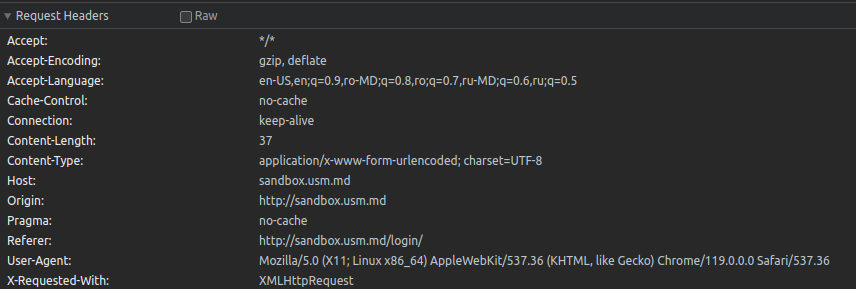 Request Headers Raw
Accept: */*
Accept-Encoding: gzip, deflate
Accept-Language: en-US,en;q=0.9,ro-MD;q=0.8,ro;q=0.7,ru-MD;q=0.6,ru;q=0.5
Cache-Control: no-cache
Connection: keep-alive
Content-Length: 37
Content-Type: application/x-www-form-urlencoded; charset=UTF-8
Host: sandbox.usm.md
Origin: http://sandbox.usm.md
Pragma: no-cache
Referer: http://sandbox.usm.md/login/
User-Agent: Mozilla/5.0 (X11; Linux x86_64) AppleWebKit/537.36 (KHTML, like Gecko) Chrome/119.0.0.0 Safari/537.36
X-Requested-With: XMLHttpRequest